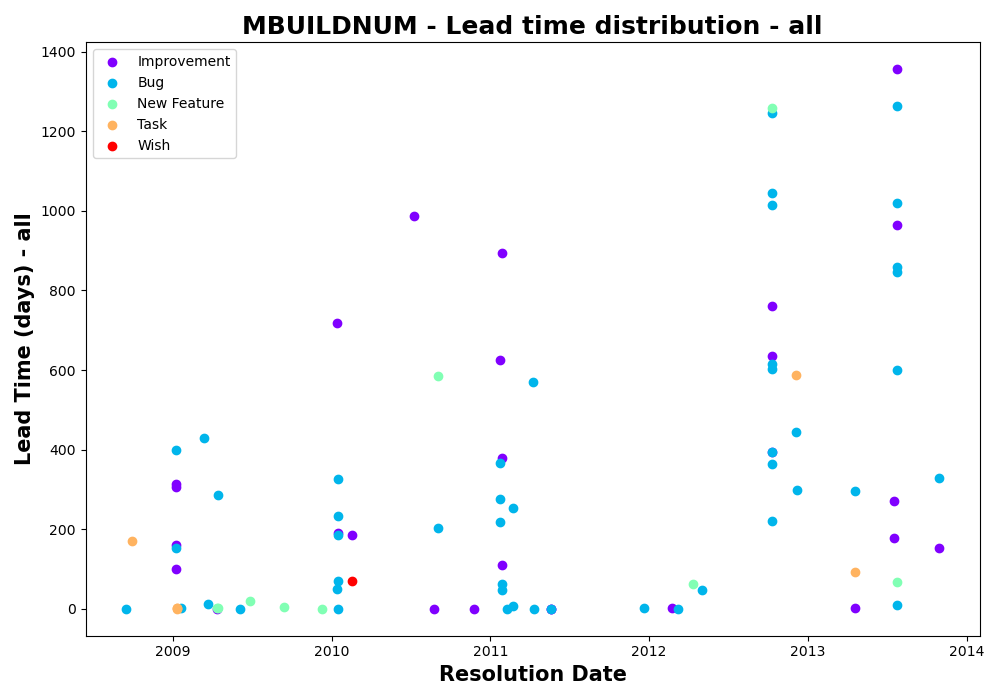 MBUILDNUM - Lead time distribution - all
Improvement
Bug
New Feature
Task
Wish
Lead Time (days) - all
1400
1200
1000
800
600
400
200
0
2009 2010 2011 2012 2013 2014
Resolution Date